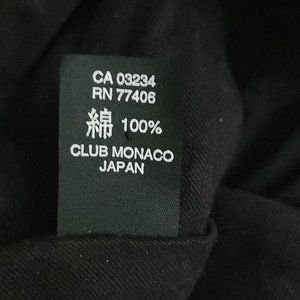 CA 03234
RN 77406
綿 100%
CLUB MONACO
JAPAN